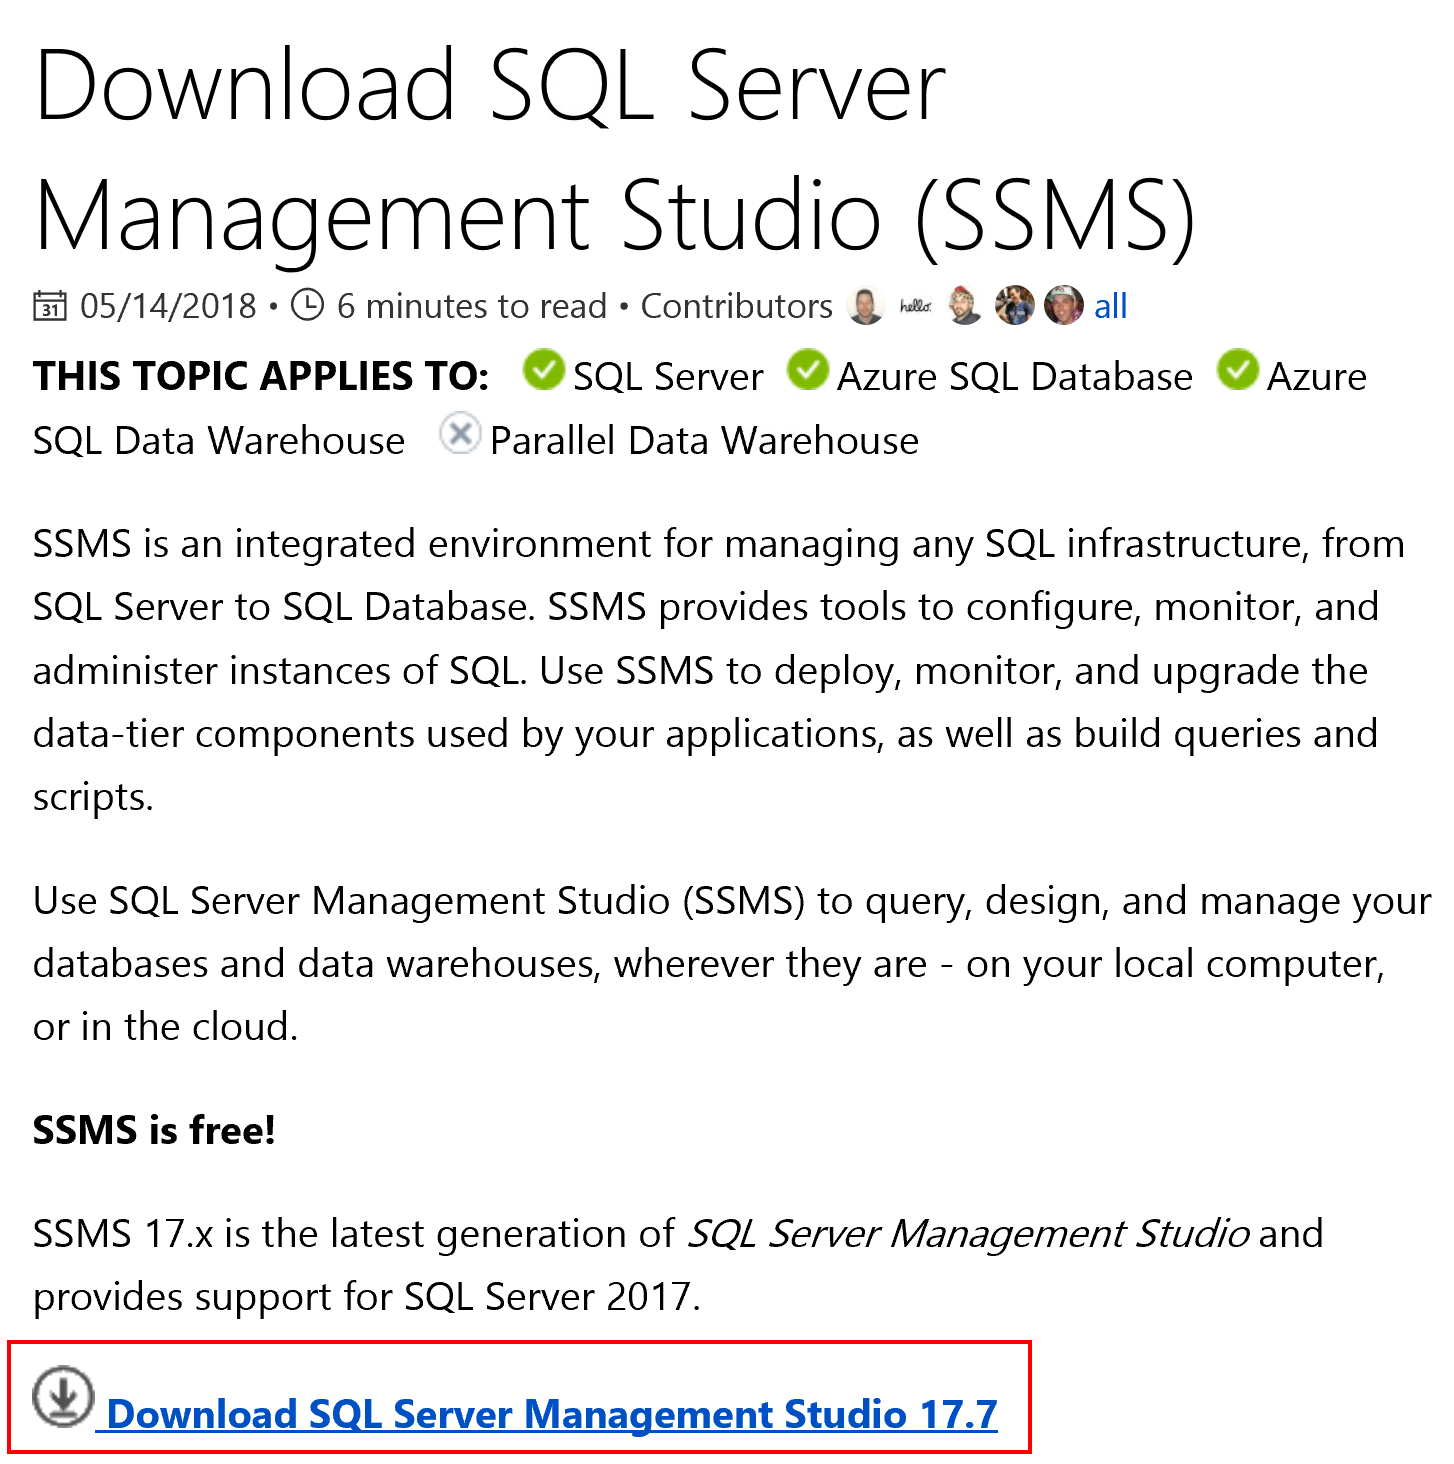 Download SQL Server
Management Studio (SSMS)
31 05/14/2018 • 6 minutes to read • Contributors hello. all
THIS TOPIC APPLIES TO: SQL Server Azure SQL Database Azure
SQL Data Warehouse Parallel Data Warehouse
SSMS is an integrated environment for managing any SQL infrastructure, from
SQL Server to SQL Database. SSMS provides tools to configure, monitor, and
administer instances of SQL. Use SSMS to deploy, monitor, and upgrade the
data-tier components used by your applications, as well as build queries and
scripts.
Use SQL Server Management Studio (SSMS) to query, design, and manage your
databases and data warehouses, wherever they are - on your local computer,
or in the cloud.
SSMS is free!
SSMS 17.x is the latest generation of SQL Server Management Studio and
provides support for SQL Server 2017.
Download SQL Server Management Studio 17.7